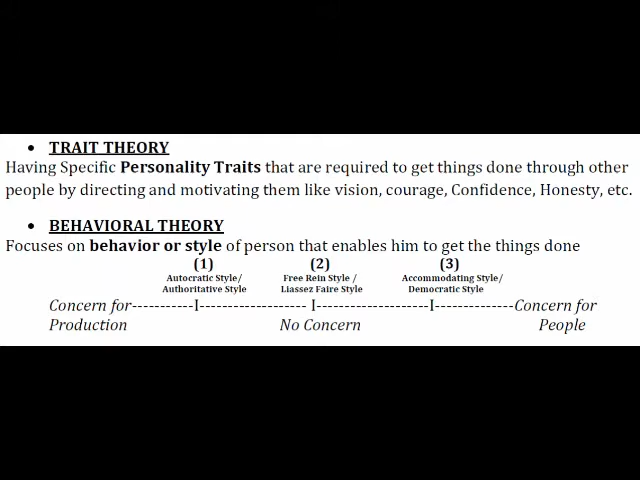 • TRAIT THEORY
Having Specific Personality Traits that are required to get things done through other
people by directing and motivating them like vision, courage, Confidence, Honesty, etc.
• BEHAVIORAL THEORY
Focuses on behavior or style of person that enables him to get the things done
(1) (2) (3)
Autocratic Style/ Free Rein Style / Accommodating Style/
Authoritative Style Liassez Faire Style Democratic Style
Concern for-----------I------------------- I--------------------I--------------Concern for
Production No Concern People